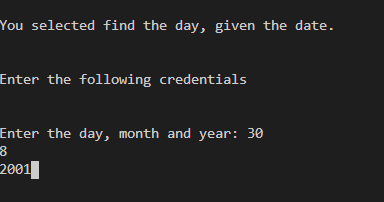 You selected find the day, given the date.
Enter the following credentials
Enter the day, month and year: 30
8
2001